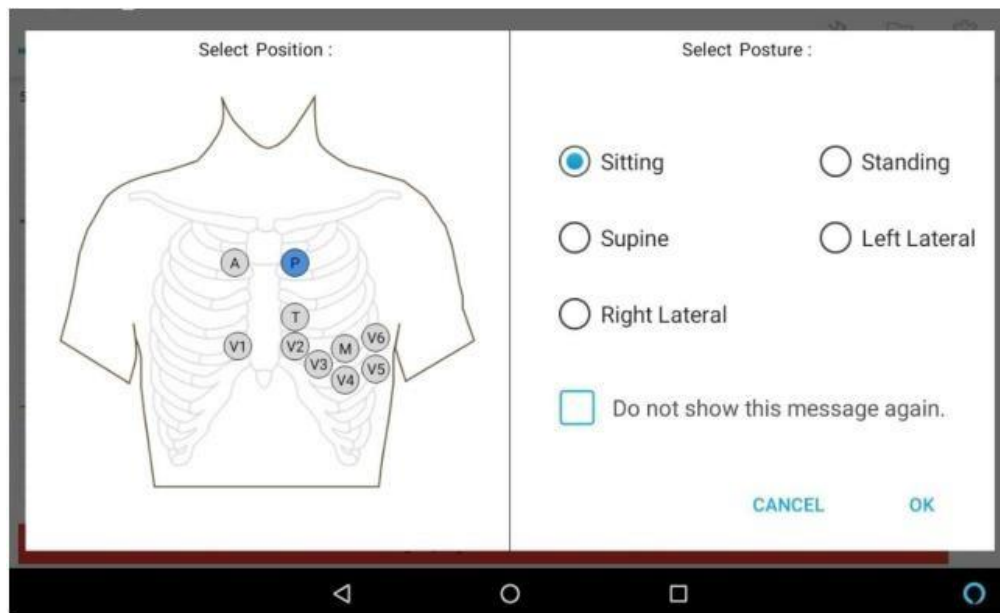 Select Position :
A
P
T
V1
V2
V3
M
V4
V6
V5
Select Posture :
Sitting
Standing
Supine
Left Lateral
Right Lateral
Do not show this message again.
CANCEL
OK